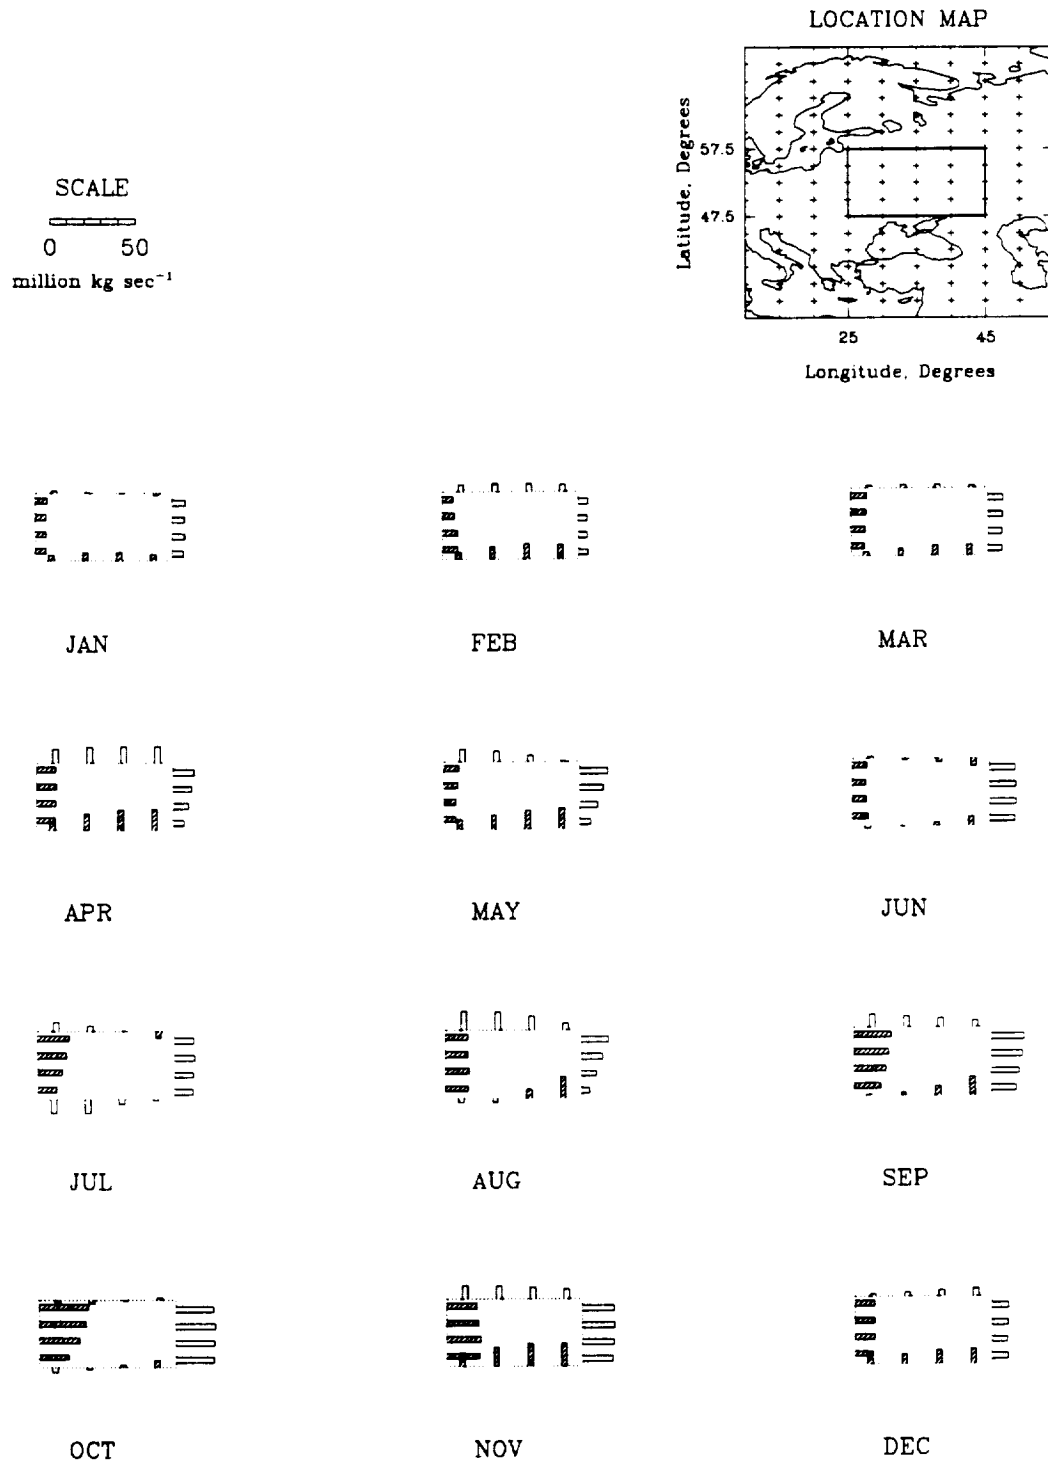 LOCATION MAP
Latitude, Degrees
57.5
47.5
25 45
Longitude, Degrees
SCALE
0 50
million kg sec⁻¹
JAN FEB MAR
APR MAY JUN
JUL AUG SEP
OCT NOV DEC